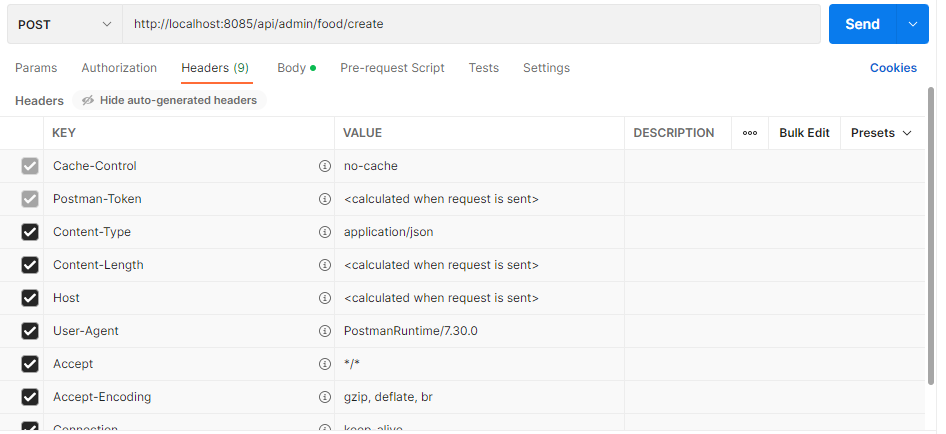 POST http://localhost:8085/api/admin/food/create Send
Params Authorization Headers (9) Body Pre-request Script Tests Settings Cookies
Headers Hide auto-generated headers
KEY VALUE DESCRIPTION ooo Bulk Edit Presets
Cache-Control no-cache
Postman-Token <calculated when request is sent>
Content-Type application/json
Content-Length <calculated when request is sent>
Host <calculated when request is sent>
User-Agent PostmanRuntime/7.30.0
Accept */*
Accept-Encoding gzip, deflate, br
Connection keep-alive